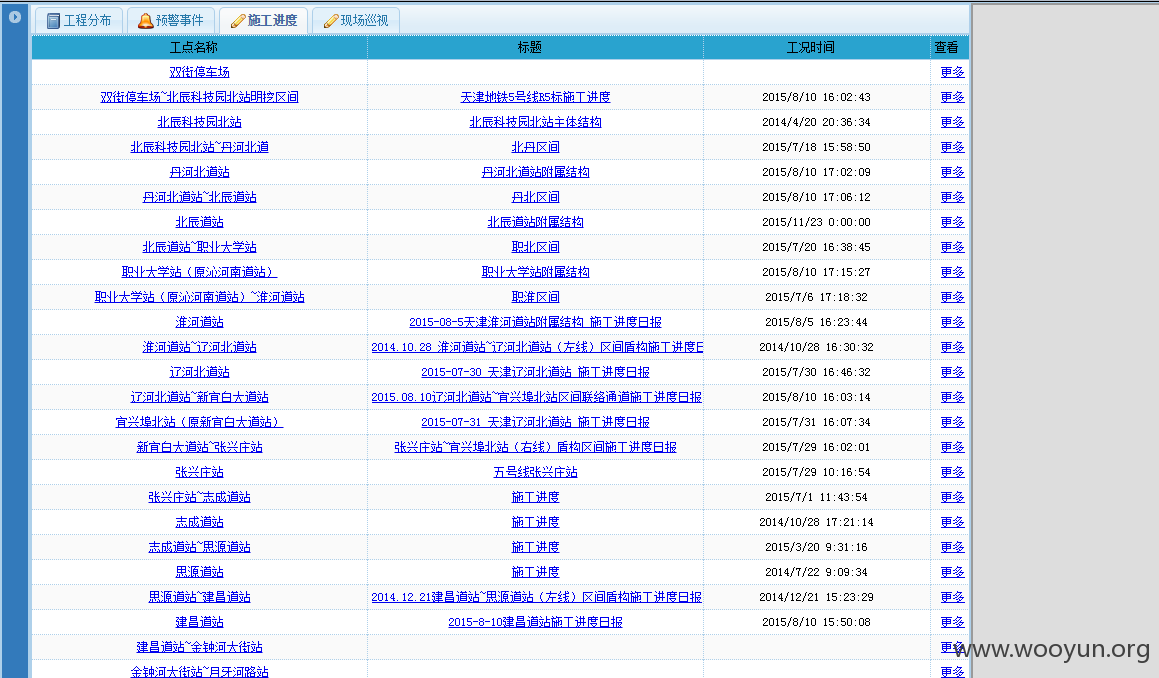 工程分布 预警事件 施工进度 现场巡视
工点名称 标题 工况时间 查看
双街停车场 更多
双街停车场~北辰科技园北站明挖区间 天津地铁5号线R5标施工进度 2015/8/10 16:02:43 更多
北辰科技园北站 北辰科技园北站主体结构 2014/4/20 20:36:34 更多
北辰科技园北站~丹河北道 北丹区间 2015/7/18 15:58:50 更多
丹河北道站 丹河北道站附属结构 2015/8/10 17:02:09 更多
丹河北道站~北辰道站 丹北区间 2015/8/10 17:06:12 更多
北辰道站 北辰道站附属结构 2015/11/23 0:00:00 更多
北辰道站~职业大学站 职北区间 2015/7/20 16:38:45 更多
职业大学站（原沁河南道站） 职业大学站附属结构 2015/8/10 17:15:27 更多
职业大学站（原沁河南道站）~淮河道站 职淮区间 2015/7/6 17:18:32 更多
淮河道站 2015-08-5天津淮河道站附属结构 施工进度日报 2015/8/5 16:23:44 更多
淮河道站~辽河北道站 2014.10.28 淮河道站~辽河北道站（左线）区间盾构施工进度日 2014/10/28 16:30:32 更多
辽河北道站 2015-07-30 天津辽河北道站 施工进度日报 2015/7/30 16:46:32 更多
辽河北道站~新宜白大道站 2015.08.10辽河北道站~宜兴埠北站区间联络通道施工进度日报 2015/8/10 16:03:14 更多
宜兴埠北站（原新宜白大道站） 2015-07-31 天津辽河北道站 施工进度日报 2015/7/31 16:07:34 更多
新宜白大道站~张兴庄站 张兴庄站~宜兴埠北站（右线）盾构区间施工进度日报 2015/7/29 16:02:01 更多
张兴庄站 五号线张兴庄站 2015/7/29 10:16:54 更多
张兴庄站~志成道站 施工进度 2015/7/1 11:43:54 更多
志成道站 施工进度 2014/10/28 17:21:14 更多
志成道站~思源道站 施工进度 2015/3/20 9:31:16 更多
思源道站 施工进度 2014/7/22 9:09:34 更多
思源道站~建昌道站 2014.12.21建昌道站~思源道站（左线）区间盾构施工进度日报 2014/12/21 15:23:29 更多
建昌道站 2015-8-10建昌道站施工进度日报 2015/8/10 15:50:08 更多
建昌道站~金钟河大街站 更多
www.wooyun.org
金钟河大街站~月牙河路站 更多